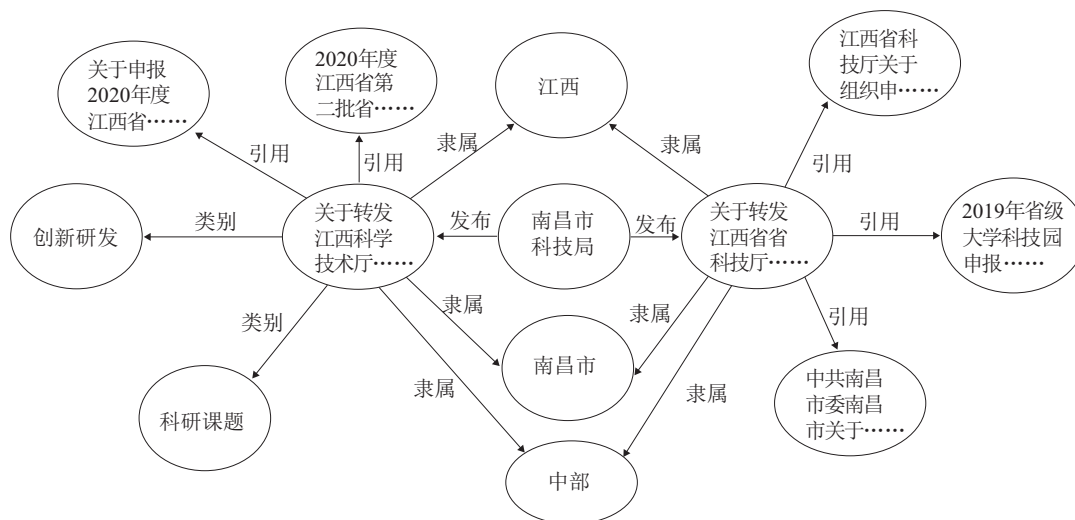 关于申报
2020年度
江西省……
2020年度
江西省第
二批省……
江西
江西省科
技厅关于
组织申……
引用
引用
隶属
隶属
引用
创新研发
类别
关于转发
江西科学
技术厅……
发布
南昌市
科技局
发布
关于转发
江西省省
科技厅……
引用
2019年省级
大学科技园
申报……
类别
隶属
隶属
引用
科研课题
隶属
南昌市
隶属
中共南昌
市委南昌
市关于……
中部